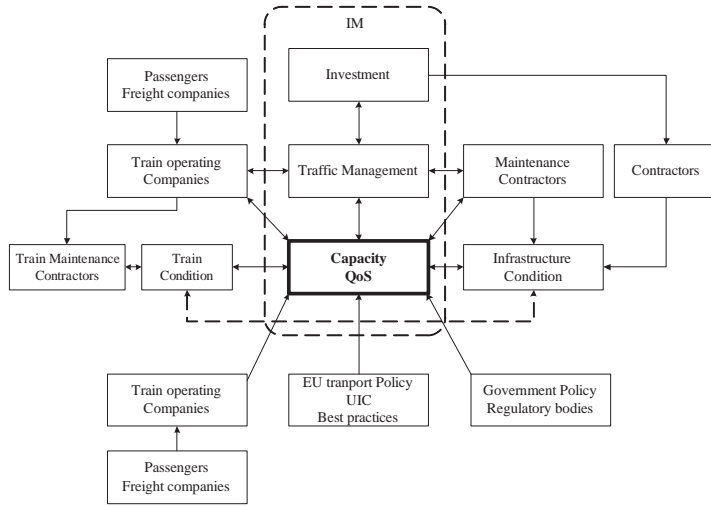 IM
Passengers
Freight companies
Investment
Train operating
Companies
Traffic Management
Maintenance
Contractors
Contractors
Train Maintenance
Contractors
Train
Condition
Capacity
QoS
Infrastructure
Condition
Train operating
Companies
EU tranport Policy
UIC
Best practices
Government Policy
Regulatory bodies
Passengers
Freight companies